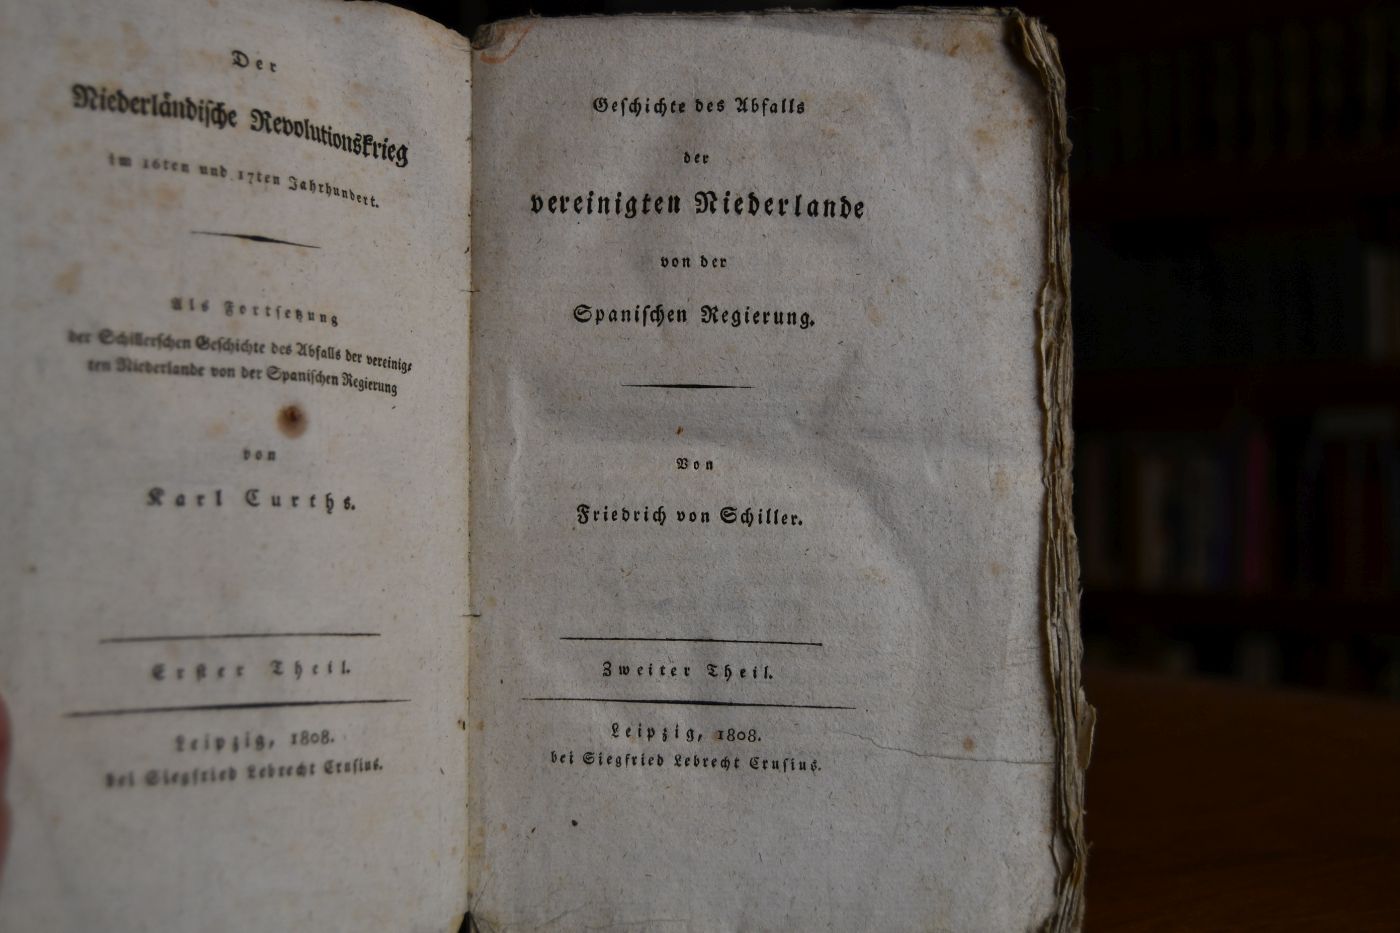 Der
Niederländische Revolutionskrieg
im 16ten und 17ten Jahrhundert.
Als Fortsetzung
der Schillerschen Geschichte des Abfalls der vereinig-
ten Niederlande von der Spanischen Regierung
von
Karl Curths.
Erster Theil.
Leipzig, 1808.
bei Siegfried Lebrecht Crusius.
Geschichte des Abfalls
der
vereinigten Niederlande
von der
Spanischen Regierung.
Von
Friedrich von Schiller.
Zweiter Theil.
Leipzig, 1808.
bei Siegfried Lebrecht Crusius.